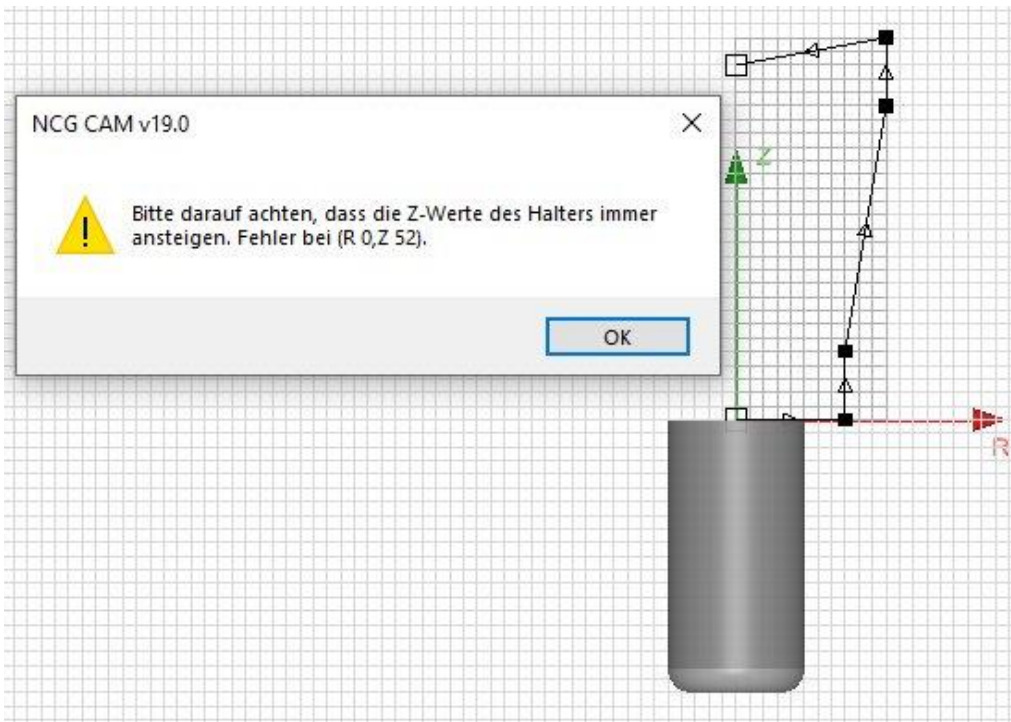 NCG CAM v19.0
Bitte darauf achten, dass die Z-Werte des Halters immer
ansteigen. Fehler bei (R 0,Z 52).
OK
Z
R